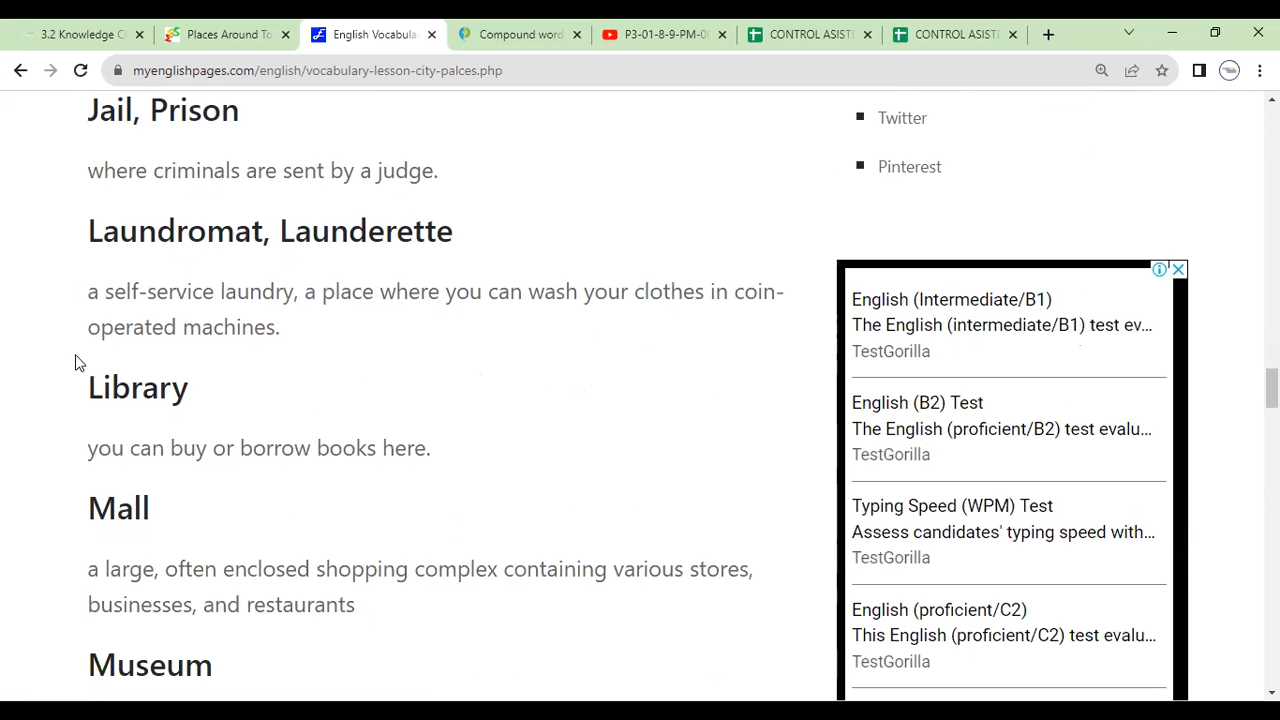 3.2 Knowledge C
Places Around To
English Vocabula
Compound word
P3-01-8-9-PM-0
CONTROL ASIST
CONTROL ASIST
myenglishpages.com/english/vocabulary-lesson-city-palces.php
Jail, Prison
where criminals are sent by a judge.
Laundromat, Launderette
a self-service laundry, a place where you can wash your clothes in coin-
operated machines.
Library
you can buy or borrow books here.
Mall
a large, often enclosed shopping complex containing various stores,
businesses, and restaurants
Museum
Twitter
Pinterest
English (Intermediate/B1)
The English (intermediate/B1) test ev...
TestGorilla
English (B2) Test
The English (proficient/B2) test evalu...
TestGorilla
Typing Speed (WPM) Test
Assess candidates' typing speed with...
TestGorilla
English (proficient/C2)
This English (proficient/C2) test evalu...
TestGorilla